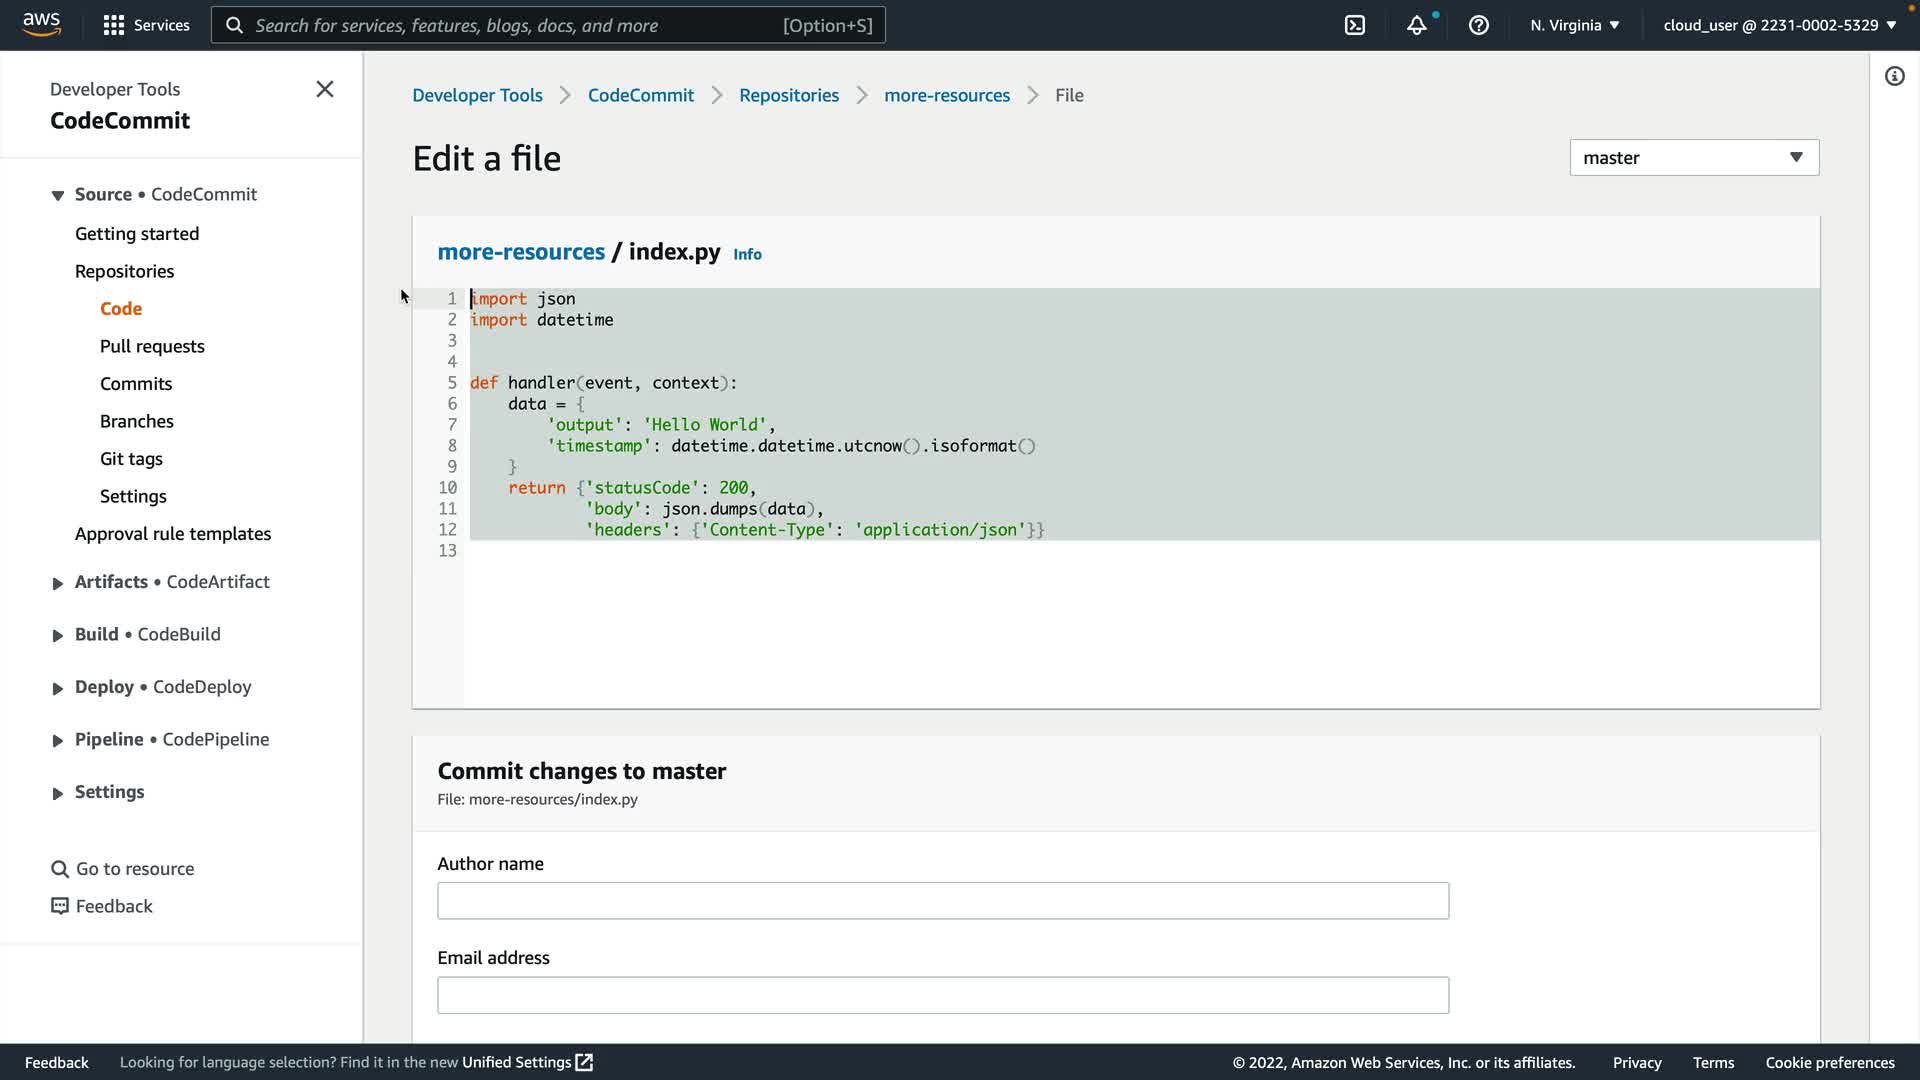 aws
Services
Search for services, features, blogs, docs, and more
[Option+S]
N. Virginia
cloud_user @ 2231-0002-5329
Developer Tools
CodeCommit
Source • CodeCommit
Getting started
Repositories
Code
Pull requests
Commits
Branches
Git tags
Settings
Approval rule templates
Artifacts • CodeArtifact
Build • CodeBuild
Deploy • CodeDeploy
Pipeline • CodePipeline
Settings
Go to resource
Feedback
Developer Tools > CodeCommit > Repositories > more-resources > File
Edit a file
master
more-resources / index.py Info
1 import json
2 import datetime
3
4
5 def handler(event, context):
6     data = {
7         'output': 'Hello World',
8         'timestamp': datetime.datetime.utcnow().isoformat()
9     }
10     return {'statusCode': 200,
11             'body': json.dumps(data),
12             'headers': {'Content-Type': 'application/json'}}
13
Commit changes to master
File: more-resources/index.py
Author name
Email address
Feedback
Looking for language selection? Find it in the new Unified Settings
© 2022, Amazon Web Services, Inc. or its affiliates.
Privacy
Terms
Cookie preferences